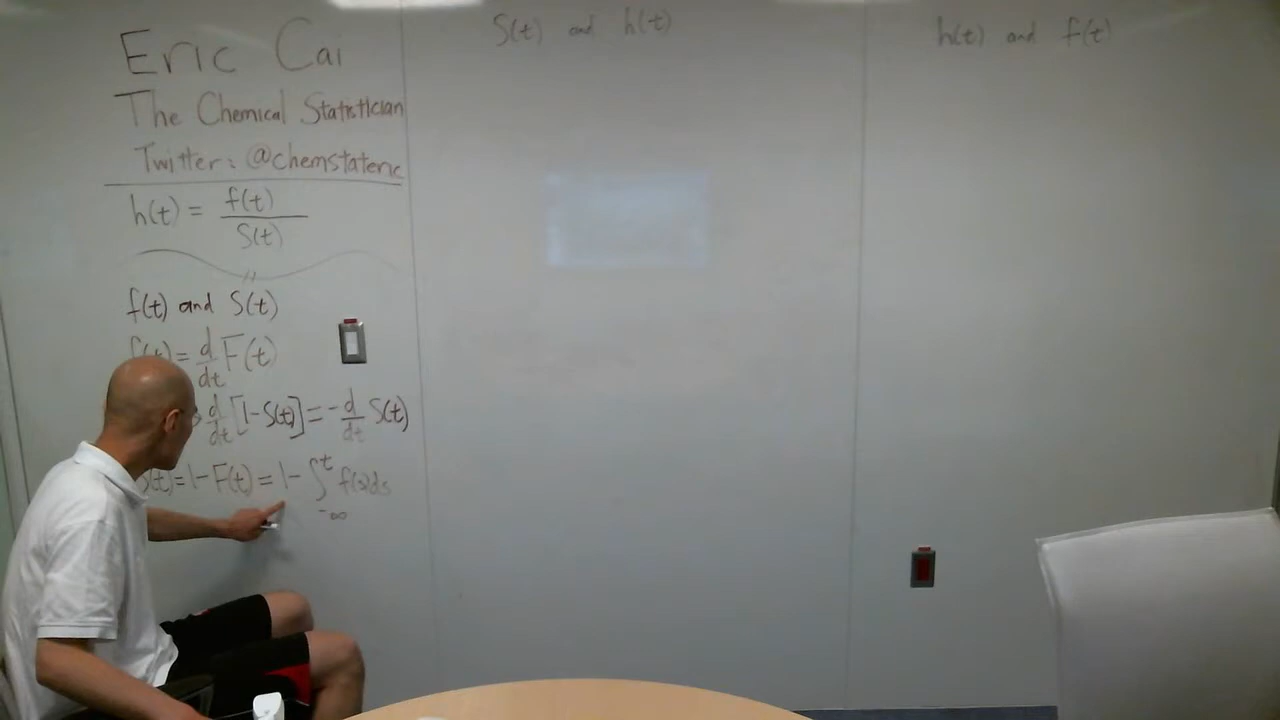 Eric Cai
The Chemical Statistician
Twitter: @chemstateric
h(t) = f(t) / S(t)
f(t) and S(t)
f(t) = d/dt F(t)
d/dt [1-S(t)] = - d/dt S(t)
S(t) = 1 - F(t) = 1 - ∫_{-∞}^{t} f(s)ds
S(t) and h(t)
h(t) and f(t)